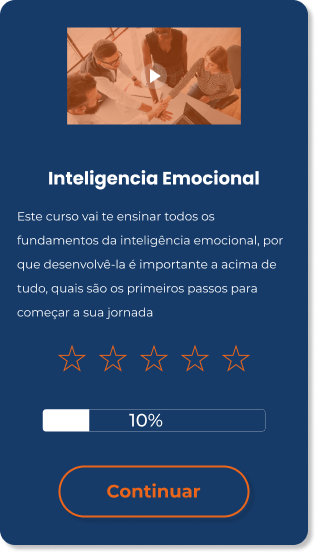 Inteligencia Emocional
Este curso vai te ensinar todos os
fundamentos da inteligência emocional, por
que desenvolvê-la é importante a acima de
tudo, quais são os primeiros passos para
começar a sua jornada
10%
Continuar